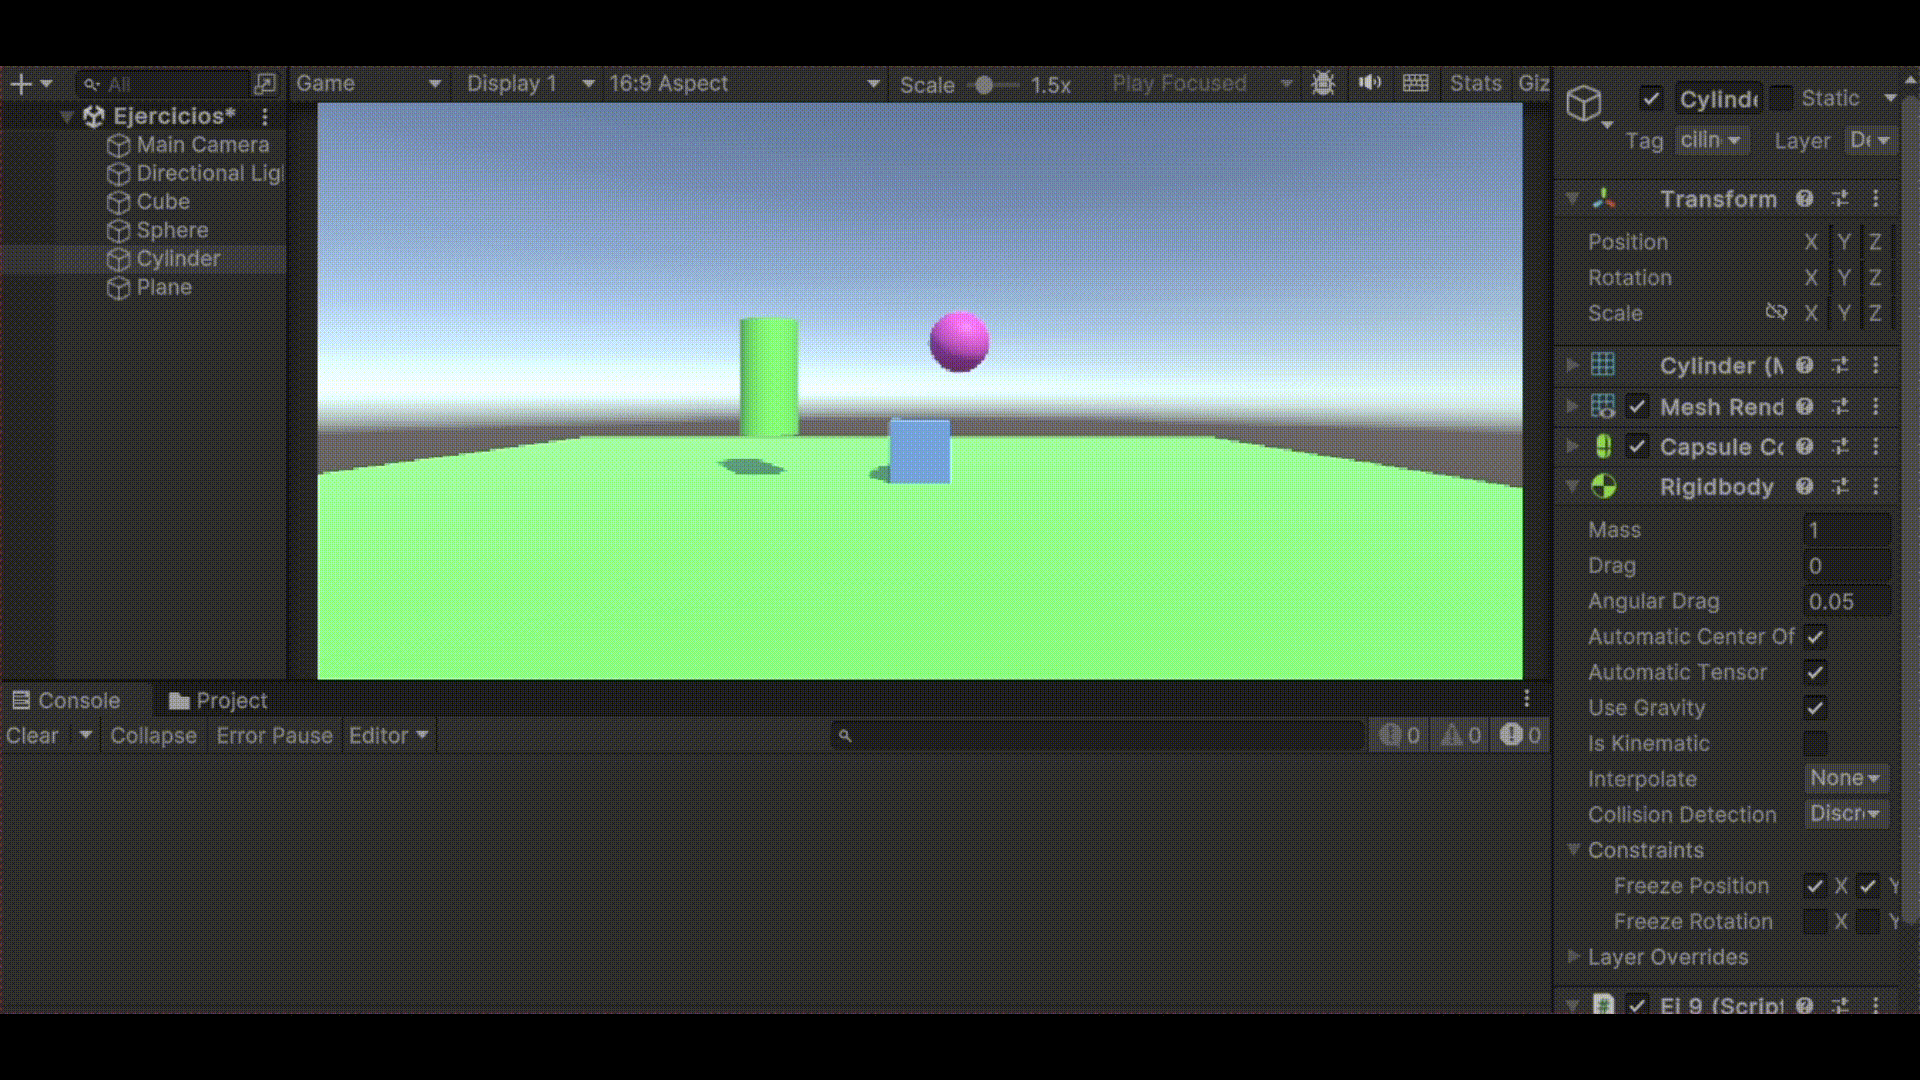 All
Game
Display 1
16:9 Aspect
Scale
1.5x
Play Focused
Stats
Giz
Ejercicios*
Main Camera
Directional Lig
Cube
Sphere
Cylinder
Plane
Cylinde
Static
Tag
cilin
Layer
De
Transform
Position X Y Z
Rotation X Y Z
Scale X Y Z
Cylinder (M
Mesh Rend
Capsule Co
Rigidbody
Mass 1
Drag 0
Angular Drag 0.05
Automatic Center Of
Automatic Tensor
Use Gravity
Is Kinematic
Interpolate None
Collision Detection Discr
Constraints
Freeze Position X Y
Freeze Rotation X Y
Layer Overrides
Ej 9 (Script
Console
Project
Clear
Collapse
Error Pause
Editor
0
0
0